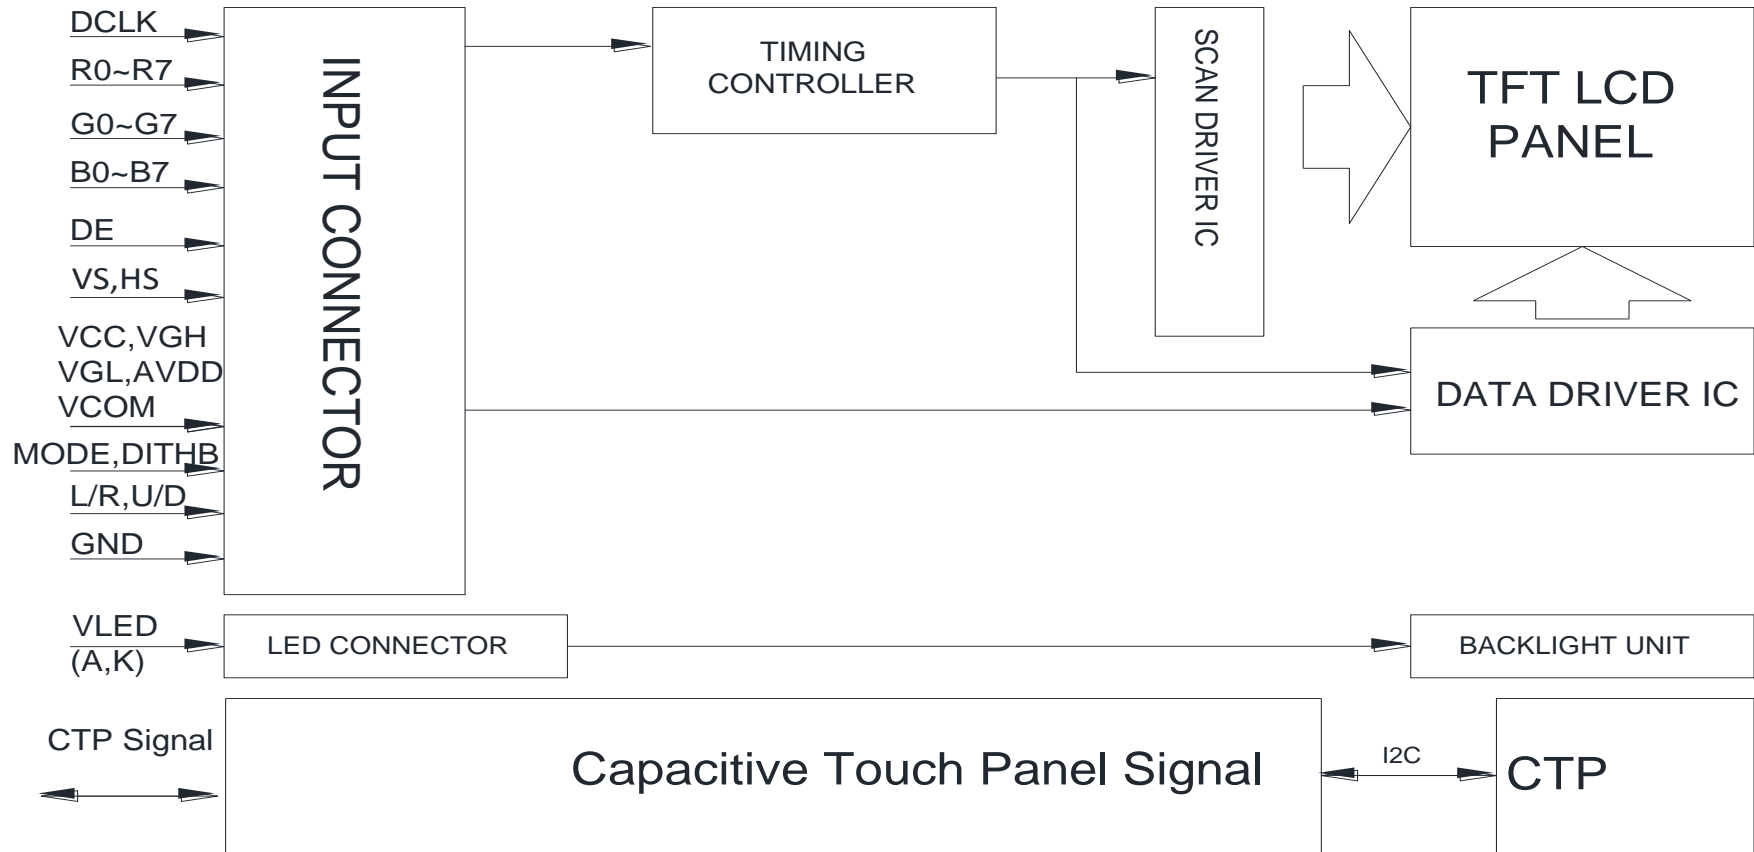 DCLK
R0~R7
G0~G7
B0~B7
DE
VS,HS
VCC,VGH
VGL,AVDD
VCOM
MODE,DITHB
L/R,U/D
GND
INPUT CONNECTOR
TIMING
CONTROLLER
SCAN DRIVER IC
TFT LCD
PANEL
DATA DRIVER IC
VLED
(A,K)
LED CONNECTOR
BACKLIGHT UNIT
CTP Signal
Capacitive Touch Panel Signal
I2C
CTP